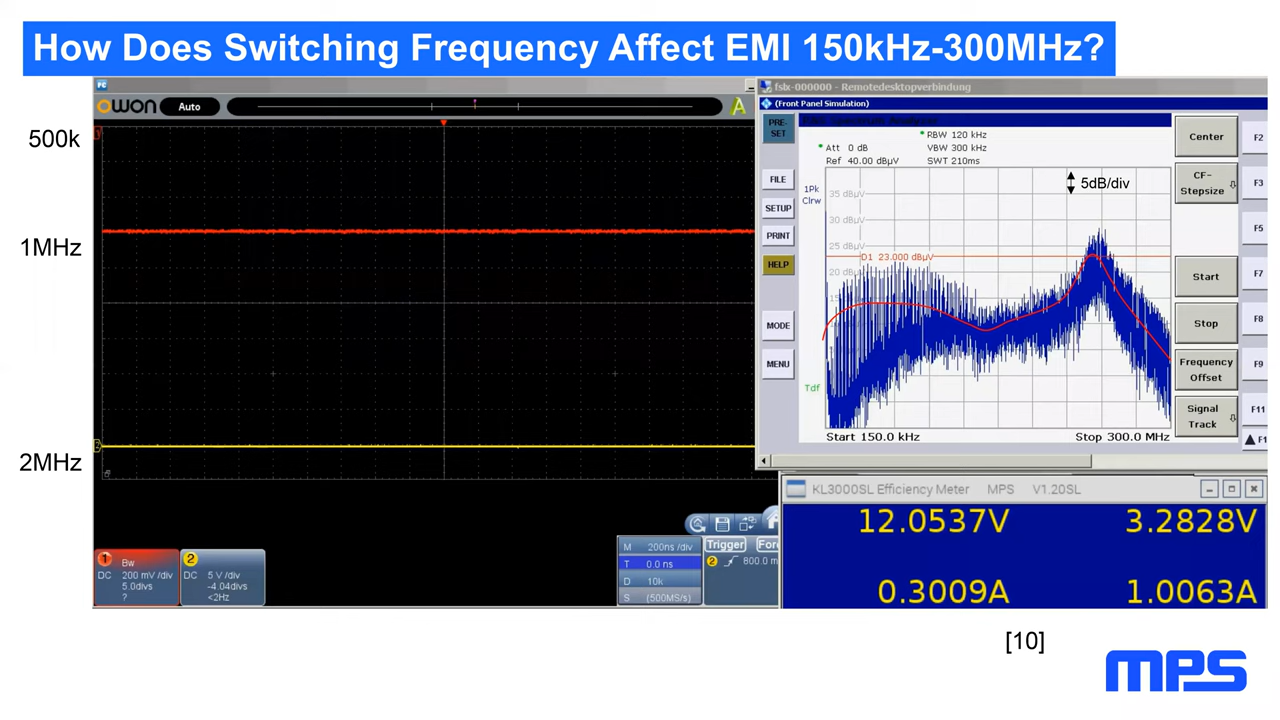 How Does Switching Frequency Affect EMI 150kHz-300MHz?
500k
1MHz
2MHz
owon
Auto
fslx-000000 - Remotedesktopverbindung
(Front Panel Simulation)
PRE-
SET
FILE
SETUP
PRINT
HELP
MODE
MENU
RBW 120 kHz
Att 0 dB
VBW 300 kHz
Ref 40.00 dBµV
SWT 210ms
1Pk
Clrw
35 dBµV
30 dBµV
25 dBµV
D1 23.000 dBµV
20 dBµV
5dB/div
Tdf
Start 150.0 kHz
Stop 300.0 MHz
Center
CF-
Stepsize
Start
Stop
Frequency
Offset
Signal
Track
F2
F3
F5
F7
F8
F9
F11
KL3000SL Efficiency Meter MPS V1.20SL
12.0537V 3.2828V
0.3009A 1.0063A
1
Bw
DC 200 mV/div
5.0divs
?
2
DC 5 V/div
-4.04divs
<2Hz
M 200ns /div
T 0.0 ns
D 10k
S (500MS/s)
Trigger
2 800.0 m
[10]
mps